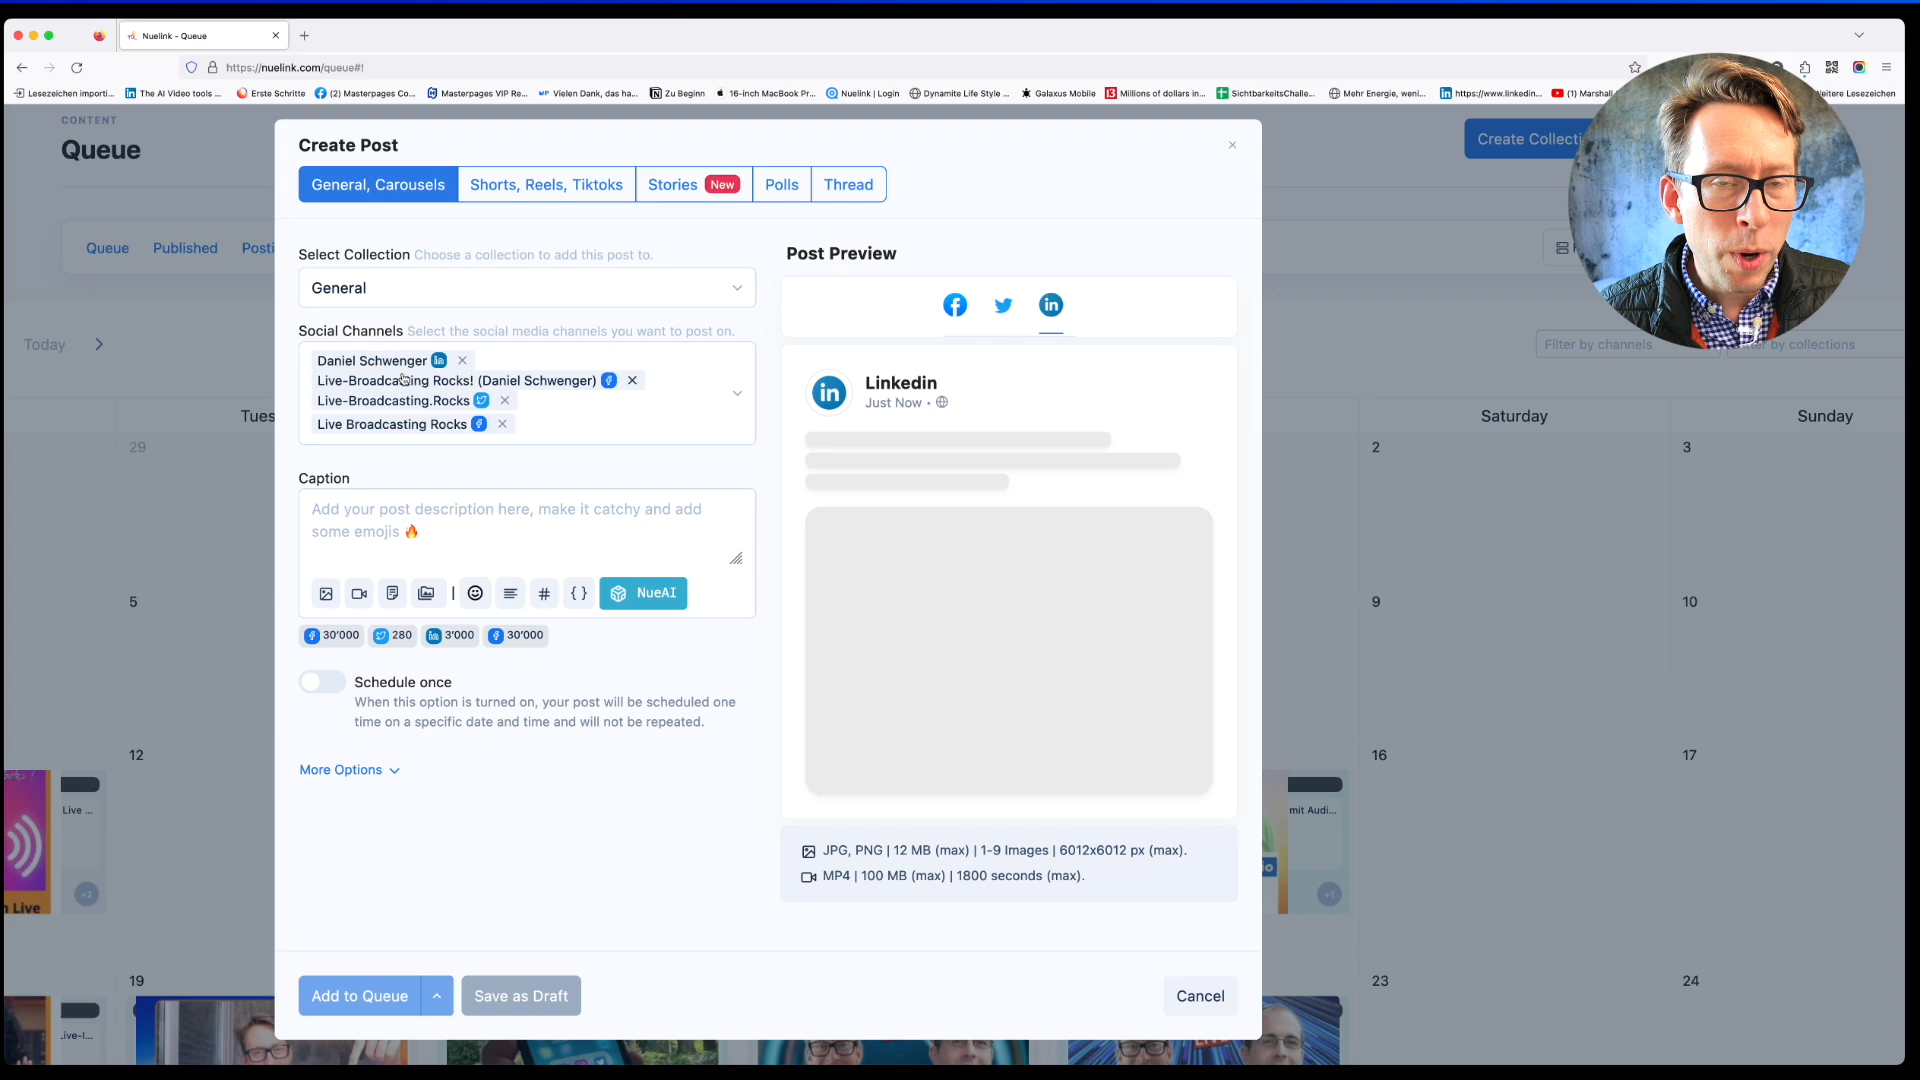 Nuelink - Queue
https://nuelink.com/queue#!
Lesezeichen importi...
The AI Video tools ...
Erste Schritte
(2) Masterpages Co...
Masterpages VIP Re...
Vielen Dank, das ha...
Zu Beginn
16-inch MacBook Pr...
Nuelink | Login
Dynamite Life Style ...
Galaxus Mobile
Millions of dollars in...
SichtbarkeitsChalle...
Mehr Energie, weni...
https://www.linkedin...
(1) Marshall
Weitere Lesezeichen
CONTENT
Queue
Create Collecti
Queue Published Posti
Today
Filter by channels
by collections
Tues
Saturday
Sunday
29
2
3
5
9
10
12
16
17
19
23
24
Live ...
+2
n Live
ive-I...
mit Audi...
+1
Create Post
General, Carousels
Shorts, Reels, Tiktoks
Stories New
Polls
Thread
Select Collection Choose a collection to add this post to.
General
Social Channels Select the social media channels you want to post on.
Daniel Schwenger
Live-Broadcasting Rocks! (Daniel Schwenger)
Live-Broadcasting.Rocks
Live Broadcasting Rocks
Caption
Add your post description here, make it catchy and add
some emojis 🔥
NueAI
30'000
280
3'000
30'000
Schedule once
When this option is turned on, your post will be scheduled one
time on a specific date and time and will not be repeated.
More Options
Post Preview
Linkedin
Just Now •
JPG, PNG | 12 MB (max) | 1-9 Images | 6012x6012 px (max).
MP4 | 100 MB (max) | 1800 seconds (max).
Add to Queue
Save as Draft
Cancel